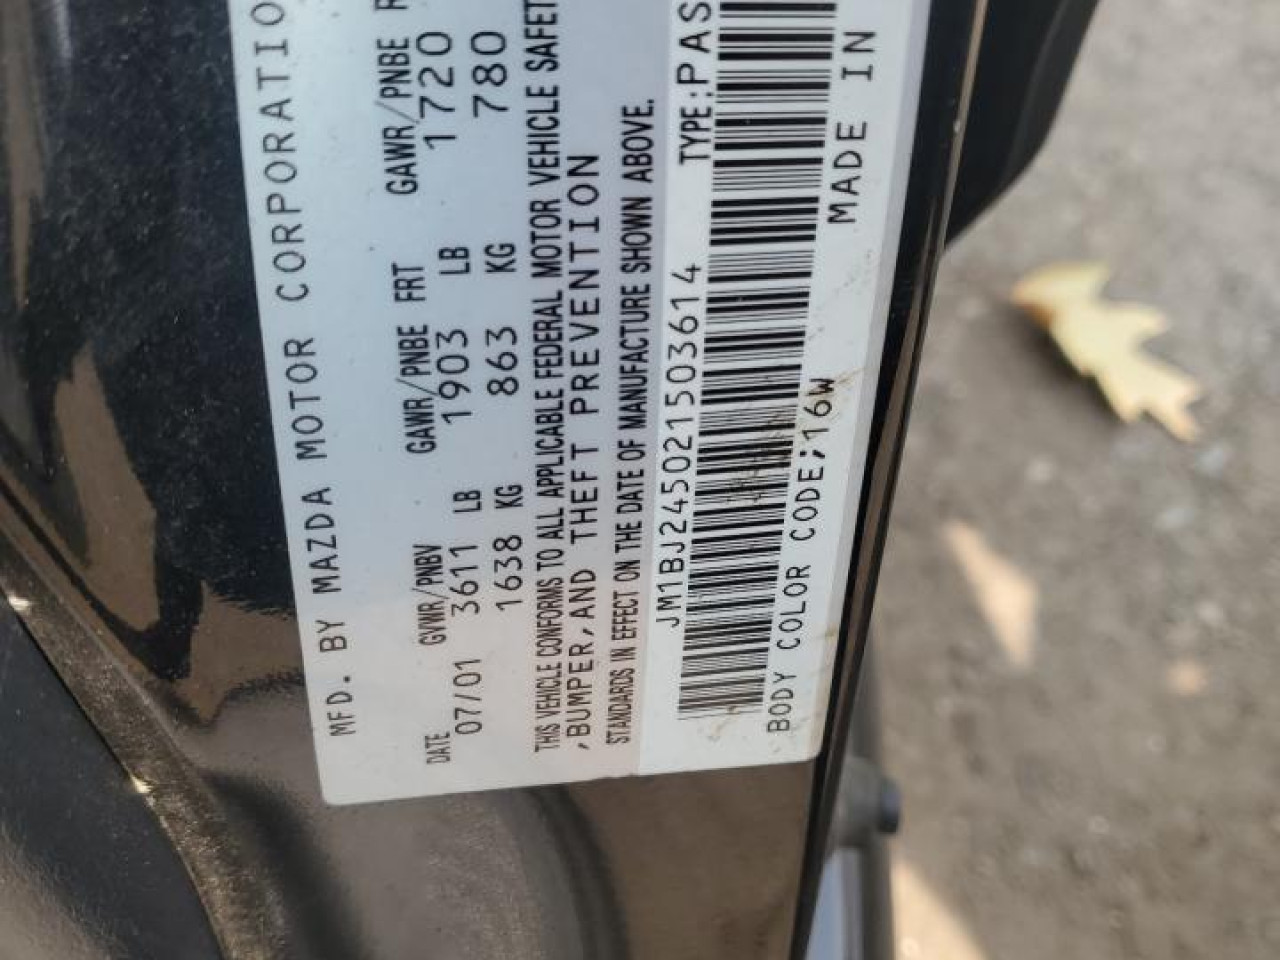 MFD. BY MAZDA MOTOR CORPORATIO
DATE GVWR/PNBV GAWR/PNBE FRT GAWR/PNBE R
07/01 3611 LB 1903 LB 1720
1638 KG 863 KG 780
THIS VEHICLE CONFORMS TO ALL APPLICABLE FEDERAL MOTOR VEHICLE SAFET
,BUMPER,AND THEFT PREVENTION
STANDARDS IN EFFECT ON THE DATE OF MANUFACTURE SHOWN ABOVE.
JM1BJ245021503614 TYPE:PAS
BODY COLOR CODE;16W MADE IN